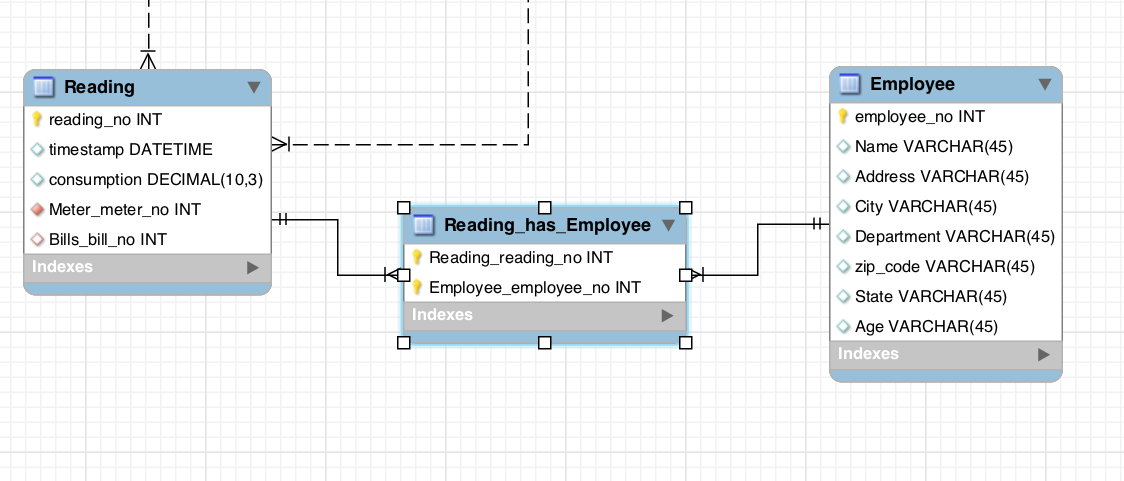 Reading
reading_no INT
timestamp DATETIME
consumption DECIMAL(10,3)
Meter_meter_no INT
Bills_bill_no INT
Indexes
Reading_has_Employee
Reading_reading_no INT
Employee_employee_no INT
Indexes
Employee
employee_no INT
Name VARCHAR(45)
Address VARCHAR(45)
City VARCHAR(45)
Department VARCHAR(45)
zip_code VARCHAR(45)
State VARCHAR(45)
Age VARCHAR(45)
Indexes